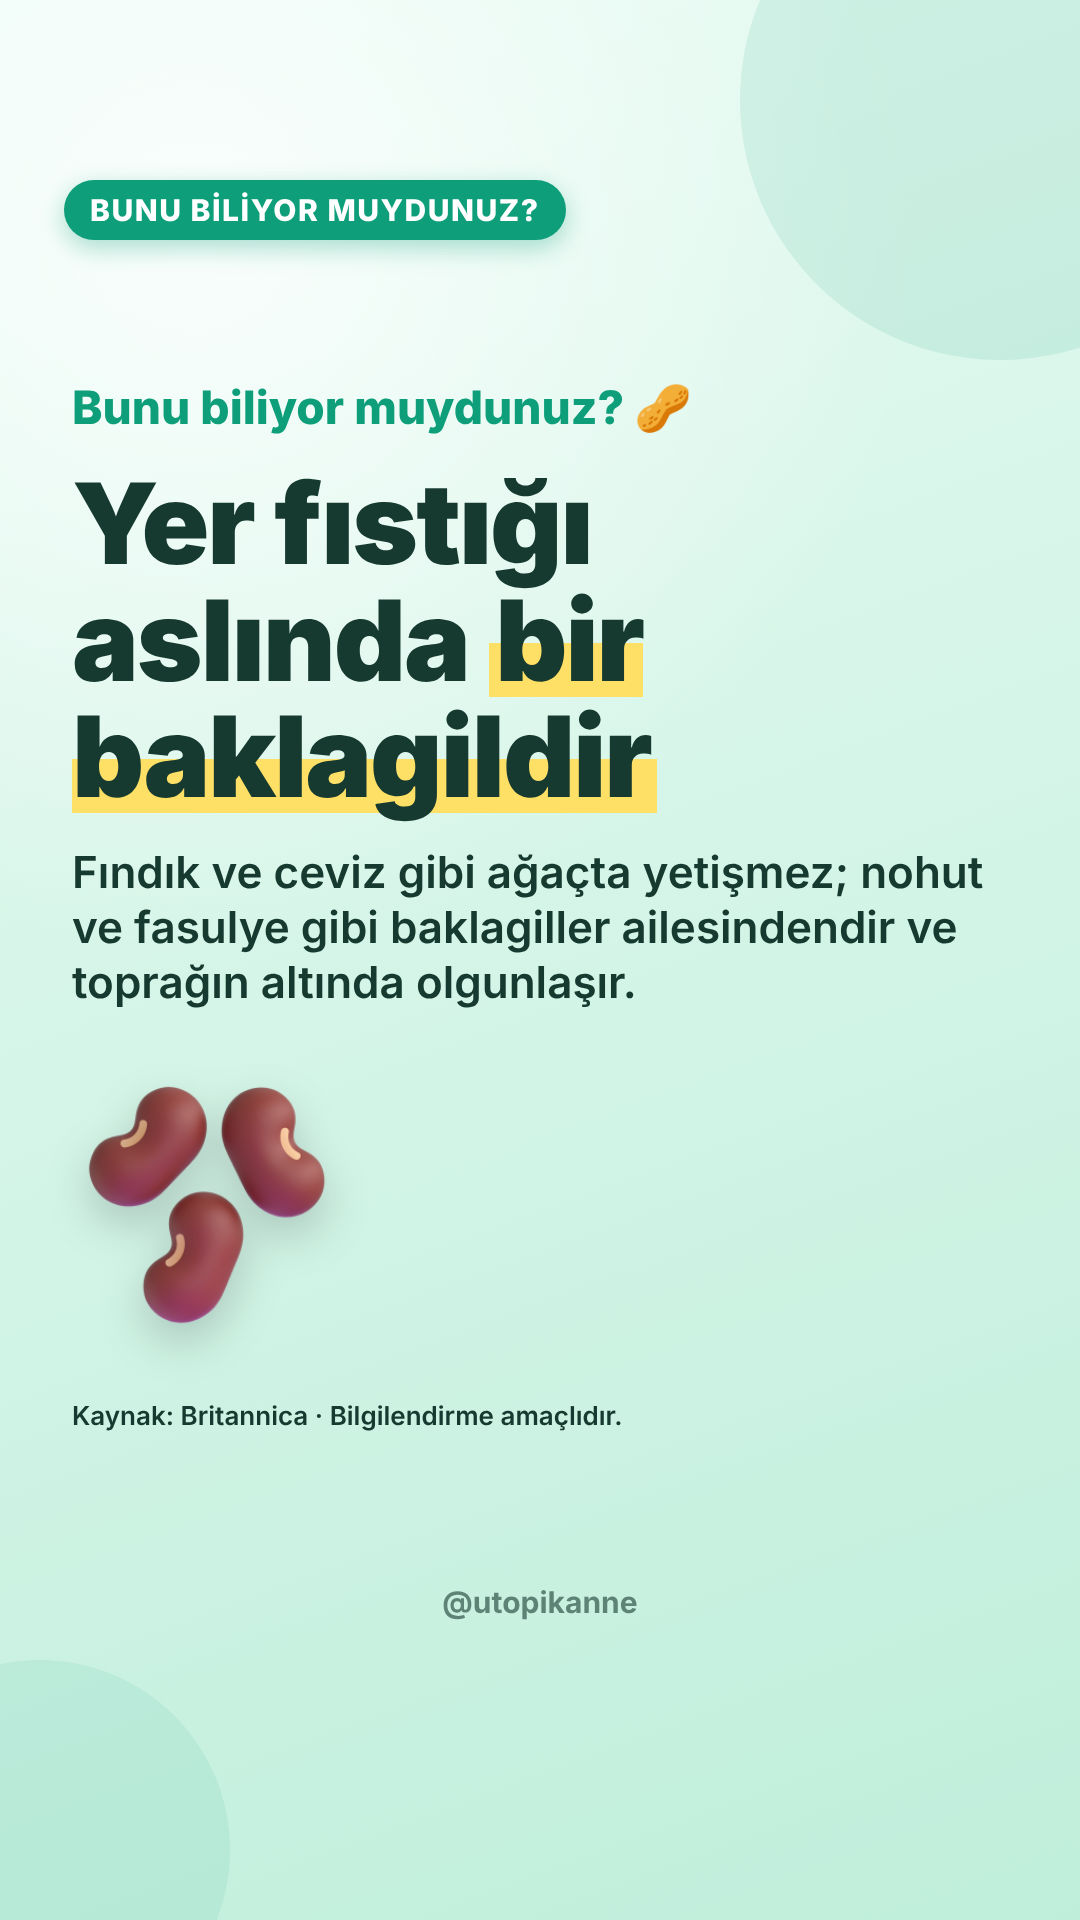 BUNU BİLİYOR MUYDUNUZ?
Bunu biliyor muydunuz? 🥜
Yer fıstığı
aslında bir
baklagildir
Fındık ve ceviz gibi ağaçta yetişmez; nohut
ve fasulye gibi baklagiller ailesindendir ve
toprağın altında olgunlaşır.
Kaynak: Britannica · Bilgilendirme amaçlıdır.
@utopikanne